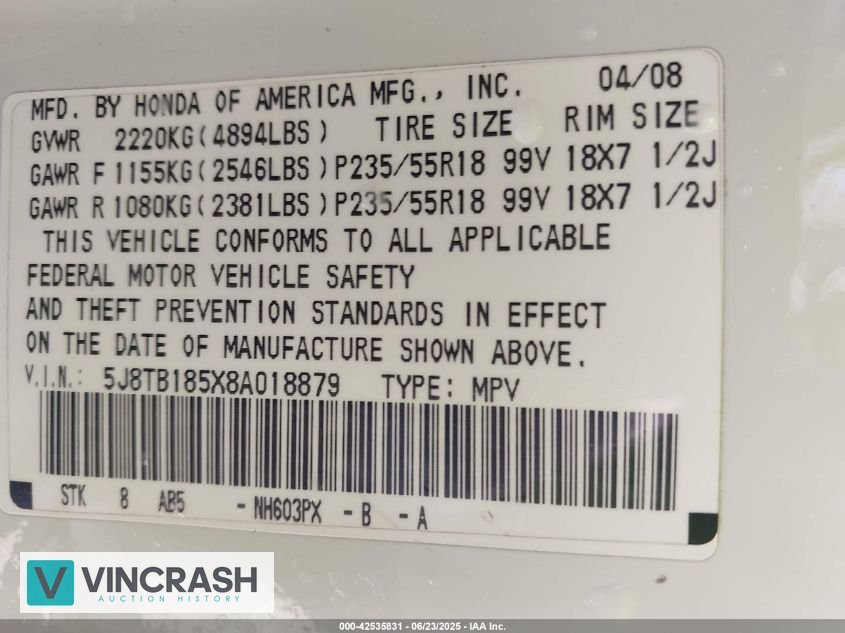 04/08
MFD. BY HONDA OF AMERICA MFG., INC.
GVWR 2220KG(4894LBS) TIRE SIZE RIM SIZE
GAWR F 1155KG(2546LBS) P235/55R18 99V 18X7 1/2J
GAWR R 1080KG(2381LBS) P235/55R18 99V 18X7 1/2J
THIS VEHICLE CONFORMS TO ALL APPLICABLE
FEDERAL MOTOR VEHICLE SAFETY
AND THEFT PREVENTION STANDARDS IN EFFECT
ON THE DATE OF MANUFACTURE SHOWN ABOVE.
V.I.N.: 5J8TB185X8A018879 TYPE: MPV
STK 8 AB5 -NH603PX -B -A
VINCRASH
AUCTION HISTORY
000-42535831 - 06/23/2025 - IAA Inc.